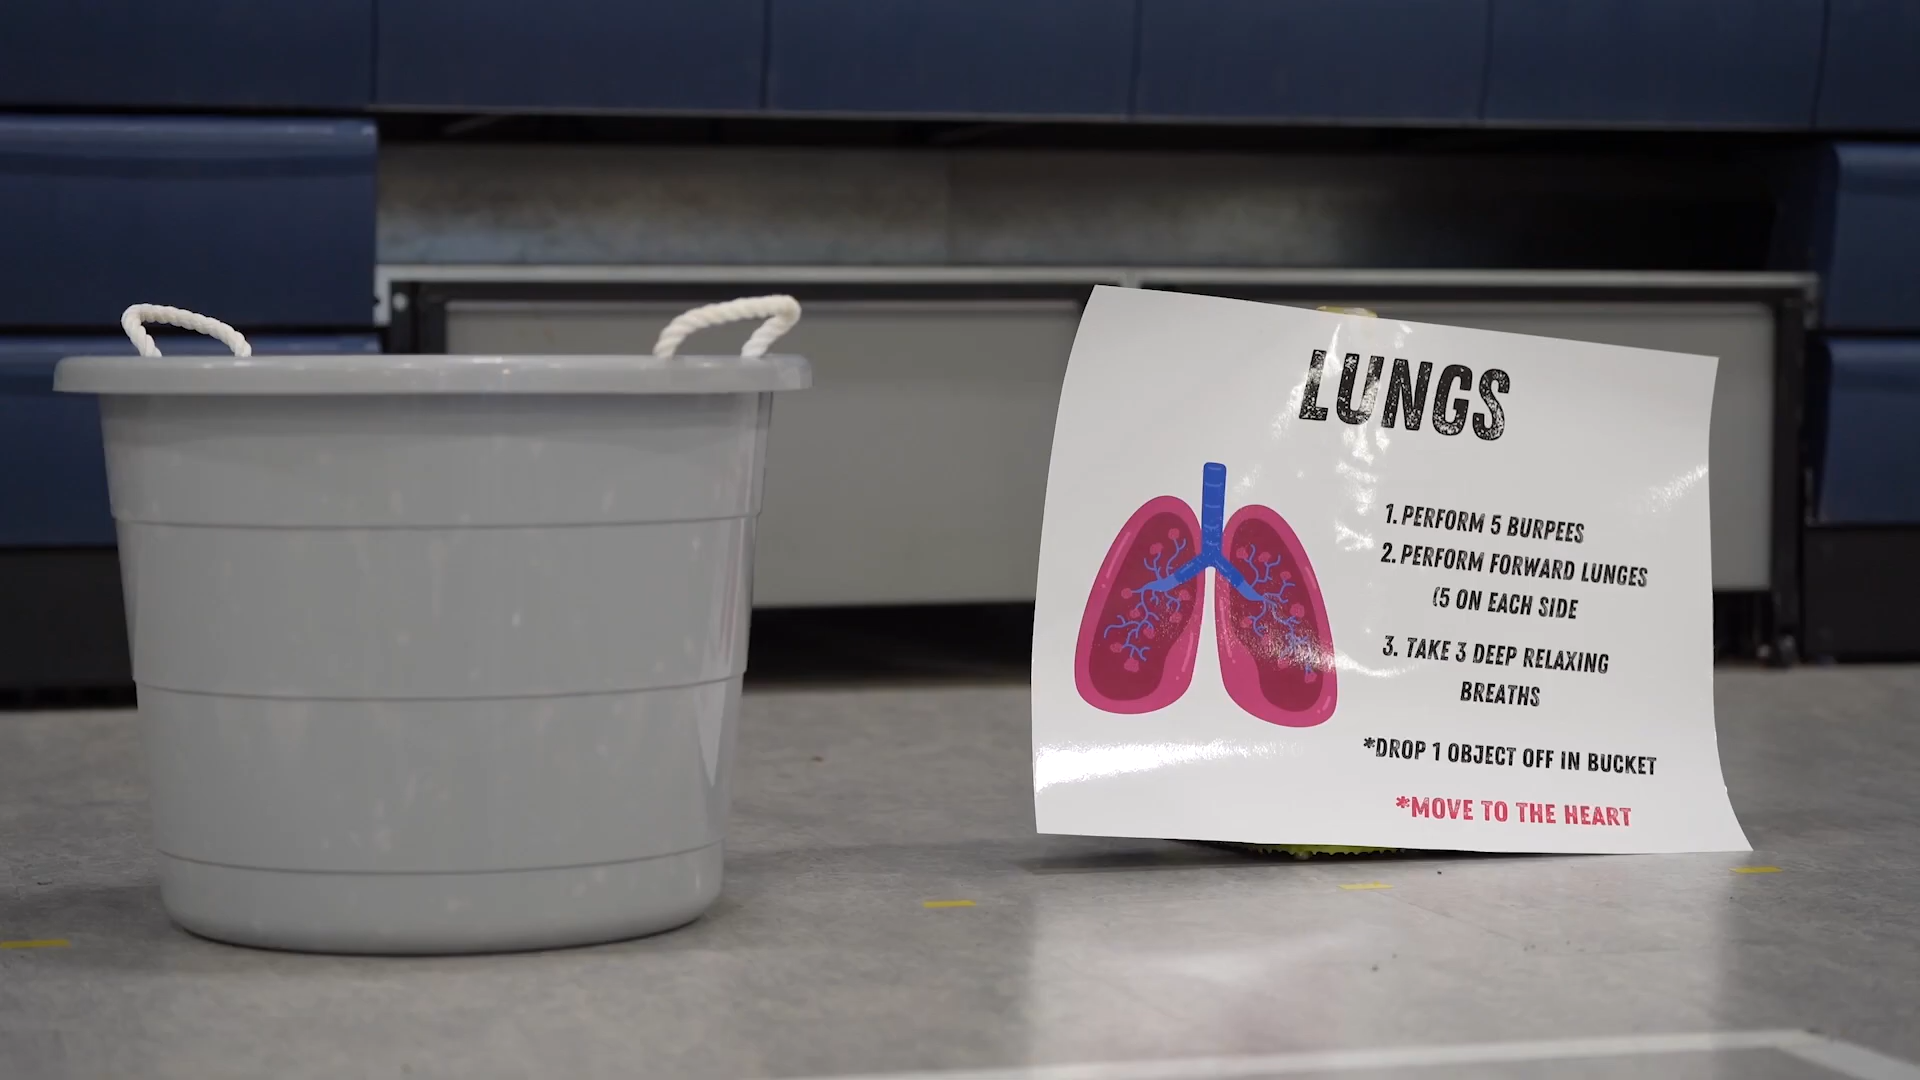 LUNGS
1. PERFORM 5 BURPEES
2. PERFORM FORWARD LUNGES
(5 ON EACH SIDE
3. TAKE 3 DEEP RELAXING
BREATHS
*DROP 1 OBJECT OFF IN BUCKET
*MOVE TO THE HEART